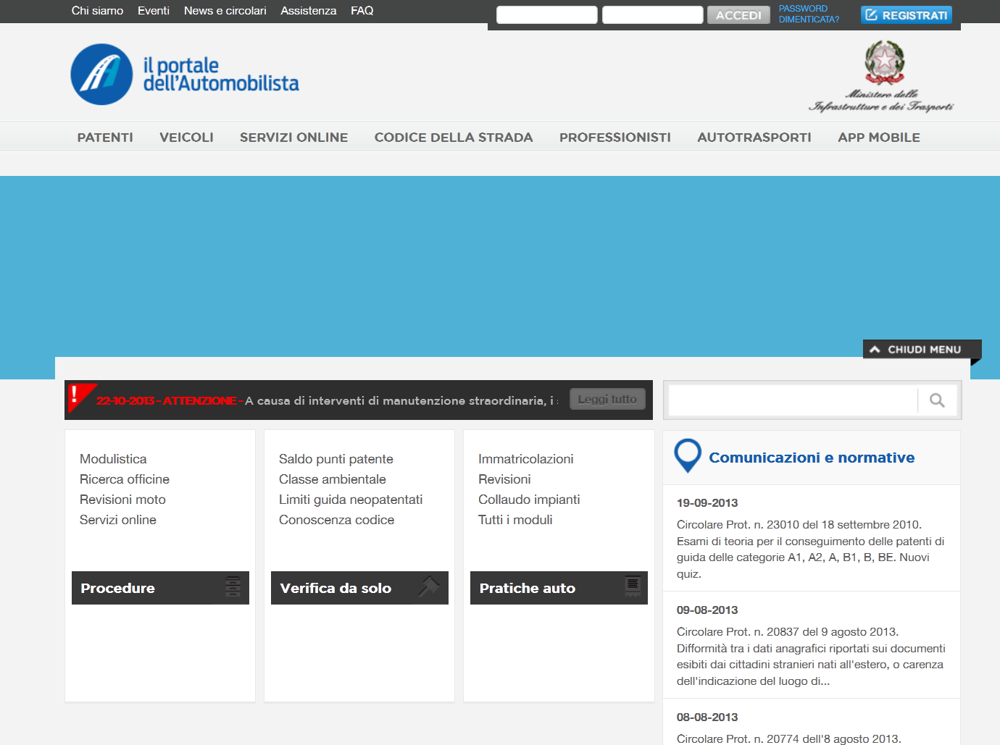 Chi siamo Eventi News e circolari Assistenza FAQ
ACCEDI
PASSWORD
DIMENTICATA?
REGISTRATI
il portale
dell'Automobilista
Ministero delle
Infrastrutture e dei Trasporti
PATENTI VEICOLI SERVIZI ONLINE CODICE DELLA STRADA PROFESSIONISTI AUTOTRASPORTI APP MOBILE
CHIUDI MENU
! 22-10-2013 - ATTENZIONE - A causa di interventi di manutenzione straordinaria, i
Leggi tutto
Modulistica
Ricerca officine
Revisioni moto
Servizi online
Procedure
Saldo punti patente
Classe ambientale
Limiti guida neopatentati
Conoscenza codice
Verifica da solo
Immatricolazioni
Revisioni
Collaudo impianti
Tutti i moduli
Pratiche auto
Comunicazioni e normative
19-09-2013
Circolare Prot. n. 23010 del 18 settembre 2010.
Esami di teoria per il conseguimento delle patenti di
guida delle categorie A1, A2, A, B1, B, BE. Nuovi
quiz.
09-08-2013
Circolare Prot. n. 20837 del 9 agosto 2013.
Difformità tra i dati anagrafici riportati sui documenti
esibiti dai cittadini stranieri nati all'estero, o carenza
dell'indicazione del luogo di...
08-08-2013
Circolare Prot. n. 20774 dell'8 agosto 2013.